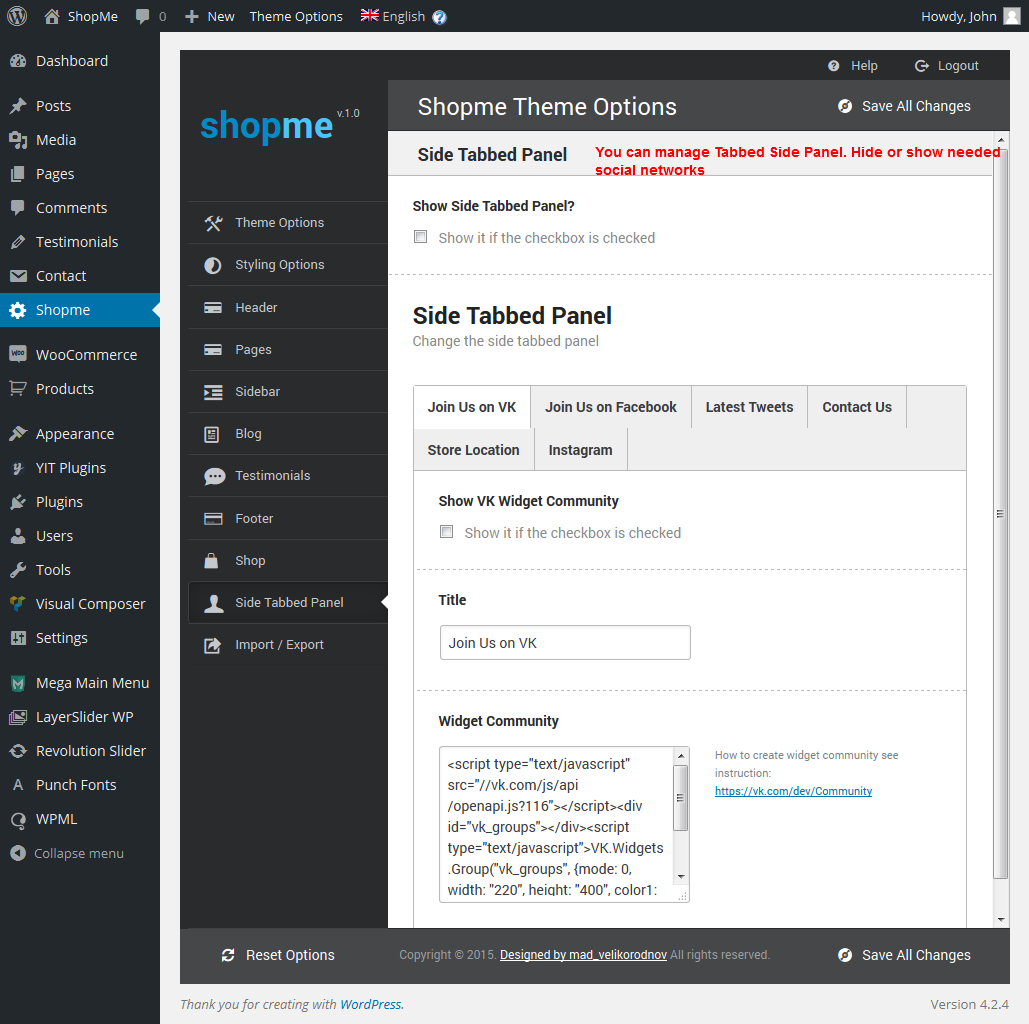 ShopMe
0
New
Theme Options
English
Howdy, John
Dashboard
Posts
Media
Pages
Comments
Testimonials
Contact
Shopme
WooCommerce
Products
Appearance
YIT Plugins
Plugins
Users
Tools
Visual Composer
Settings
Mega Main Menu
LayerSlider WP
Revolution Slider
Punch Fonts
WPML
Collapse menu
Help
Logout
shopme v.1.0
Shopme Theme Options
Save All Changes
Theme Options
Styling Options
Header
Pages
Sidebar
Blog
Testimonials
Footer
Shop
Side Tabbed Panel
Import / Export
Side Tabbed Panel
You can manage Tabbed Side Panel. Hide or show needed
social networks
Show Side Tabbed Panel?
Show it if the checkbox is checked
Side Tabbed Panel
Change the side tabbed panel
Join Us on VK
Join Us on Facebook
Latest Tweets
Contact Us
Store Location
Instagram
Show VK Widget Community
Show it if the checkbox is checked
Title
Join Us on VK
Widget Community
<script type="text/javascript"
src="//vk.com/js/api
/openapi.js?116"></script><div
id="vk_groups"></div><script
type="text/javascript">VK.Widgets
.Group("vk_groups", {mode: 0,
width: "220", height: "400", color1:
How to create widget community see
instruction:
https://vk.com/dev/Community
Reset Options
Copyright © 2015. Designed by mad_velikorodnov All rights reserved.
Save All Changes
Thank you for creating with WordPress.
Version 4.2.4